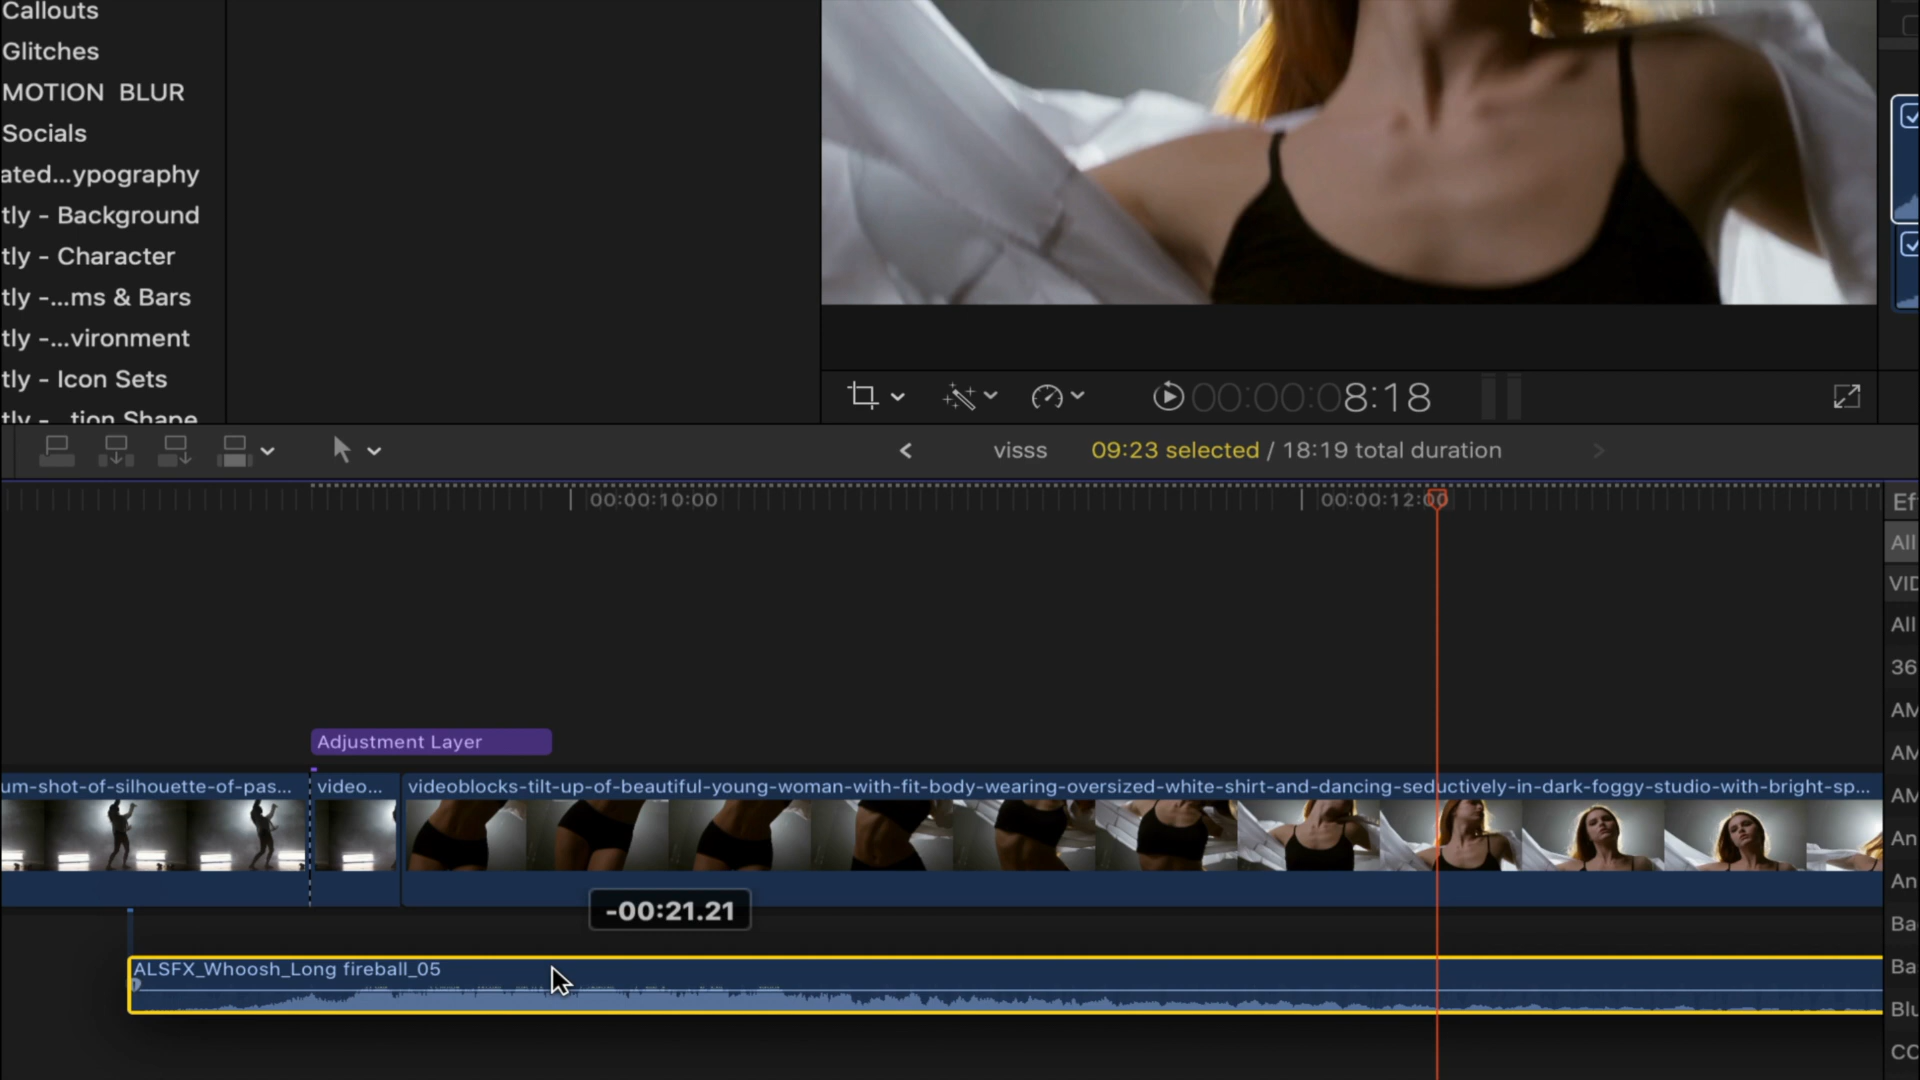 Callouts
Glitches
MOTION BLUR
Socials
ated...ypography
tly - Background
tly - Character
tly -...ms & Bars
tly -...vironment
tly - Icon Sets
tly - ...tion Shape
00:00:08:18
visss
09:23 selected / 18:19 total duration
00:00:10:00
00:00:12:00
Ef
All
VID
All
36
AM
AM
AM
An
An
Ba
Ba
Blu
CO
Adjustment Layer
um-shot-of-silhouette-of-pas...
video...
videoblocks-tilt-up-of-beautiful-young-woman-with-fit-body-wearing-oversized-white-shirt-and-dancing-seductively-in-dark-foggy-studio-with-bright-sp...
-00:21.21
ALSFX_Whoosh_Long fireball_05